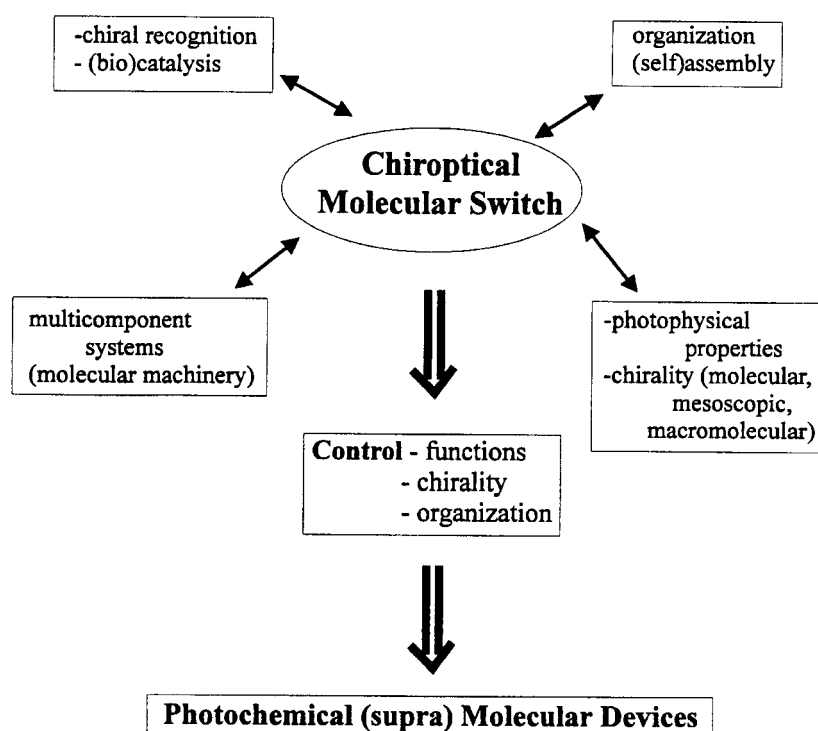 -chiral recognition
- (bio)catalysis
organization
(self)assembly
Chiroptical
Molecular Switch
multicomponent
systems
(molecular machinery)
-photophysical
properties
-chirality (molecular,
mesoscopic,
macromolecular)
Control - functions
- chirality
- organization
Photochemical (supra) Molecular Devices